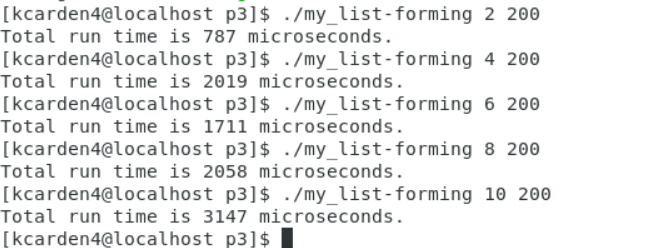 [kcarden4@localhost p3]$ ./my_list-forming 2 200
Total run time is 787 microseconds.
[kcarden4@localhost p3]$ ./my_list-forming 4 200
Total run time is 2019 microseconds.
[kcarden4@localhost p3]$ ./my_list-forming 6 200
Total run time is 1711 microseconds.
[kcarden4@localhost p3]$ ./my_list-forming 8 200
Total run time is 2058 microseconds.
[kcarden4@localhost p3]$ ./my_list-forming 10 200
Total run time is 3147 microseconds.
[kcarden4@localhost p3]$